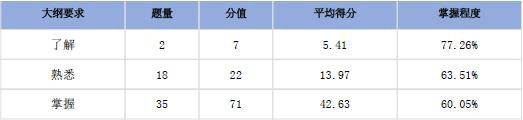 大纲要求 题量 分值 平均得分 掌握程度
了解 2 7 5.41 77.26%
熟悉 18 22 13.97 63.51%
掌握 35 71 42.63 60.05%